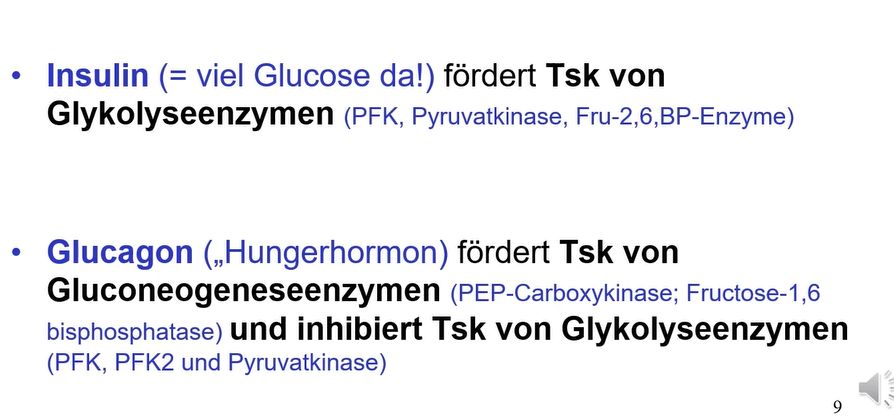 • Insulin (= viel Glucose da!) fördert Tsk von
Glykolyseenzymen (PFK, Pyruvatkinase, Fru-2,6,BP-Enzyme)
• Glucagon („Hungerhormon) fördert Tsk von
Gluconeogeneseenzymen (PEP-Carboxykinase; Fructose-1,6
bisphosphatase) und inhibiert Tsk von Glykolyseenzymen
(PFK, PFK2 und Pyruvatkinase)
9